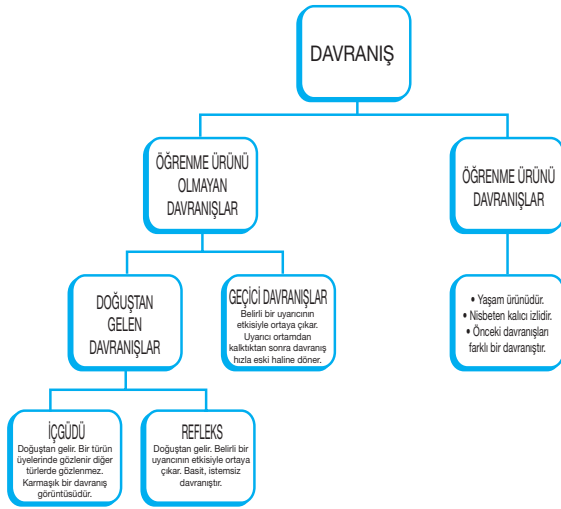 DAVRANIŞ
ÖĞRENME ÜRÜNÜ
OLMAYAN
DAVRANIŞLAR
ÖĞRENME ÜRÜNÜ
DAVRANIŞLAR
DOĞUŞTAN
GELEN
DAVRANIŞLAR
GEÇİCİ DAVRANIŞLAR
Belirli bir uyarıcının
etkisiyle ortaya çıkar.
Uyarıcı ortamdan
kalktıktan sonra davranış
hızla eski haline döner.
• Yaşam ürünüdür.
• Nisbeten kalıcı izlidir.
• Önceki davranışları
farklı bir davranıştır.
İÇGÜDÜ
Doğuştan gelir. Bir türün
üyelerinde gözlenir diğer
türlerde gözlenmez.
Karmaşık bir davranış
görüntüsüdür.
REFLEKS
Doğuştan gelir. Belirli bir
uyarıcının etkisiyle ortaya
çıkar. Basit, istemsiz
davranıştır.